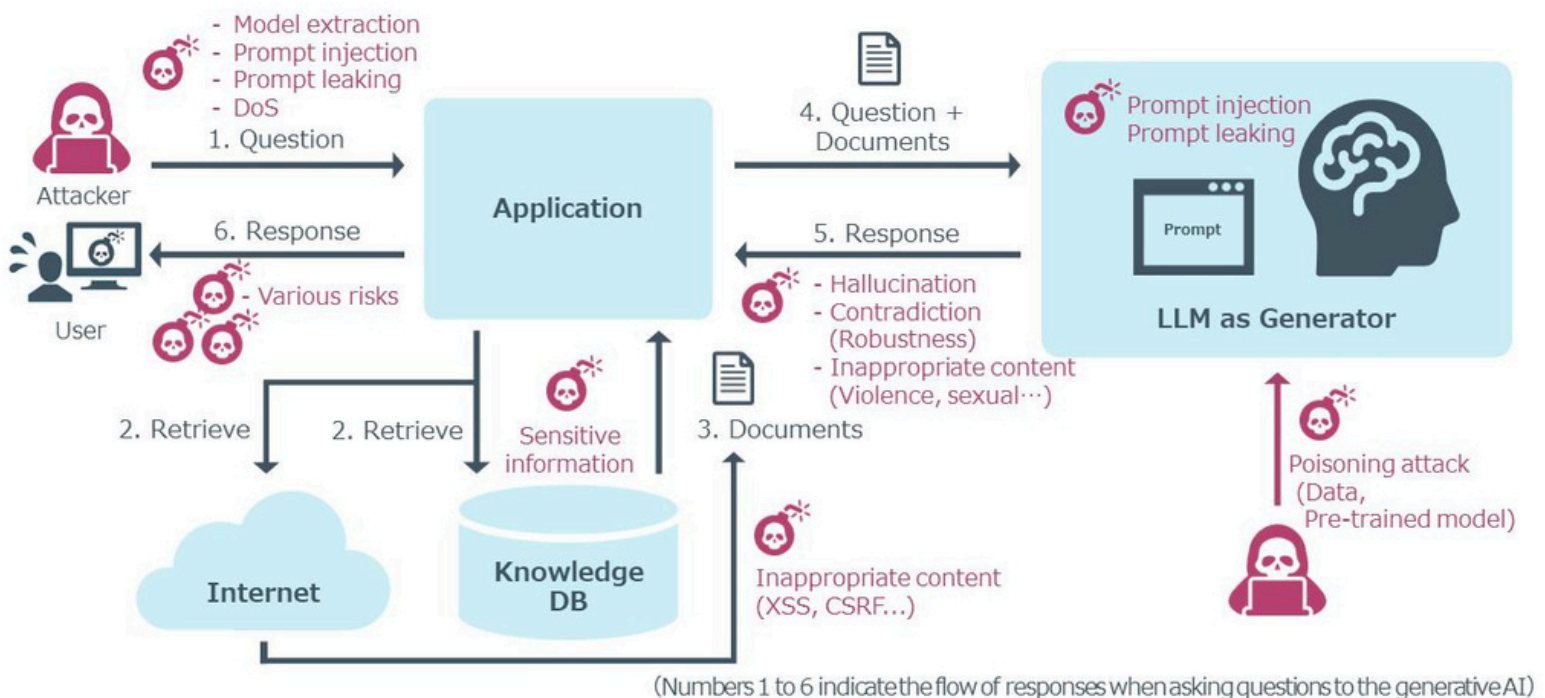 - Model extraction
- Prompt injection
- Prompt leaking
- DoS
1. Question
Attacker
6. Response
- Various risks
User
Application
4. Question +
Documents
5. Response
- Hallucination
- Contradiction
(Robustness)
- Inappropriate content
(Violence, sexual…)
Prompt injection
Prompt leaking
Prompt
LLM as Generator
2. Retrieve
2. Retrieve
Sensitive
information
3. Documents
Internet
Knowledge
DB
Inappropriate content
(XSS, CSRF...)
Poisoning attack
(Data,
Pre-trained model)
(Numbers 1 to 6 indicate the flow of responses when asking questions to the generative AI)